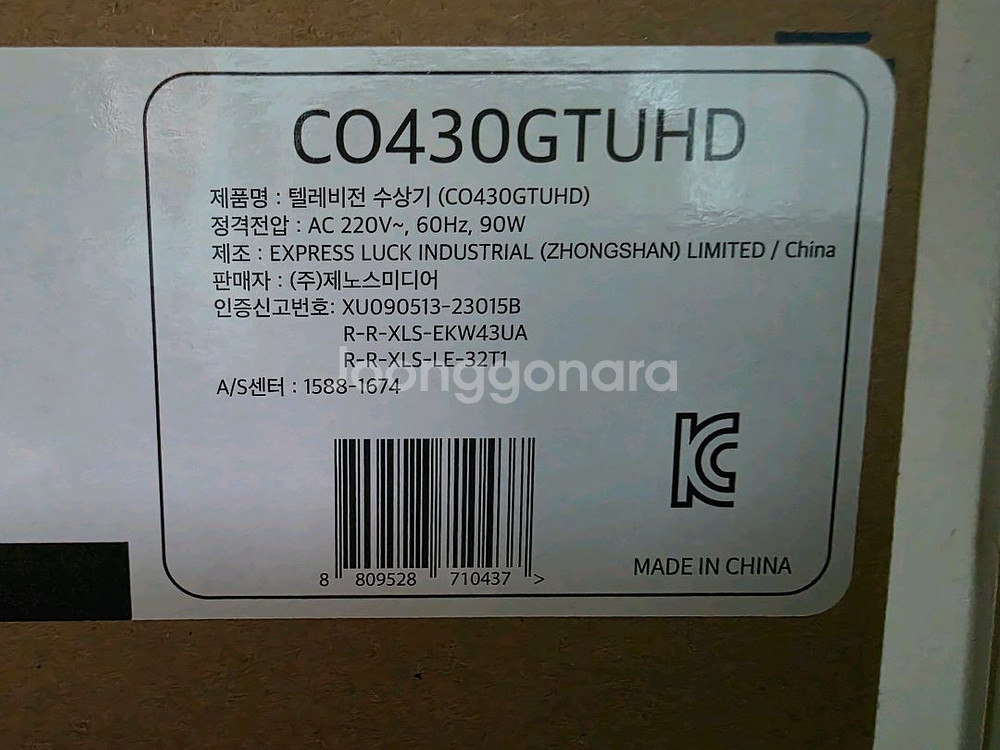 CO430GTUHD
제품명 : 텔레비전 수상기 (CO430GTUHD)
정격전압 : AC 220V~, 60Hz, 90W
제조 : EXPRESS LUCK INDUSTRIAL (ZHONGSHAN) LIMITED / China
판매자 : (주)제노스미디어
인증신고번호: XU090513-23015B
R-R-XLS-EKW43UA
R-R-XLS-LE-32T1
joonggonara
A/S센터 : 1588-1674
8 809528 710437 >
MADE IN CHINA